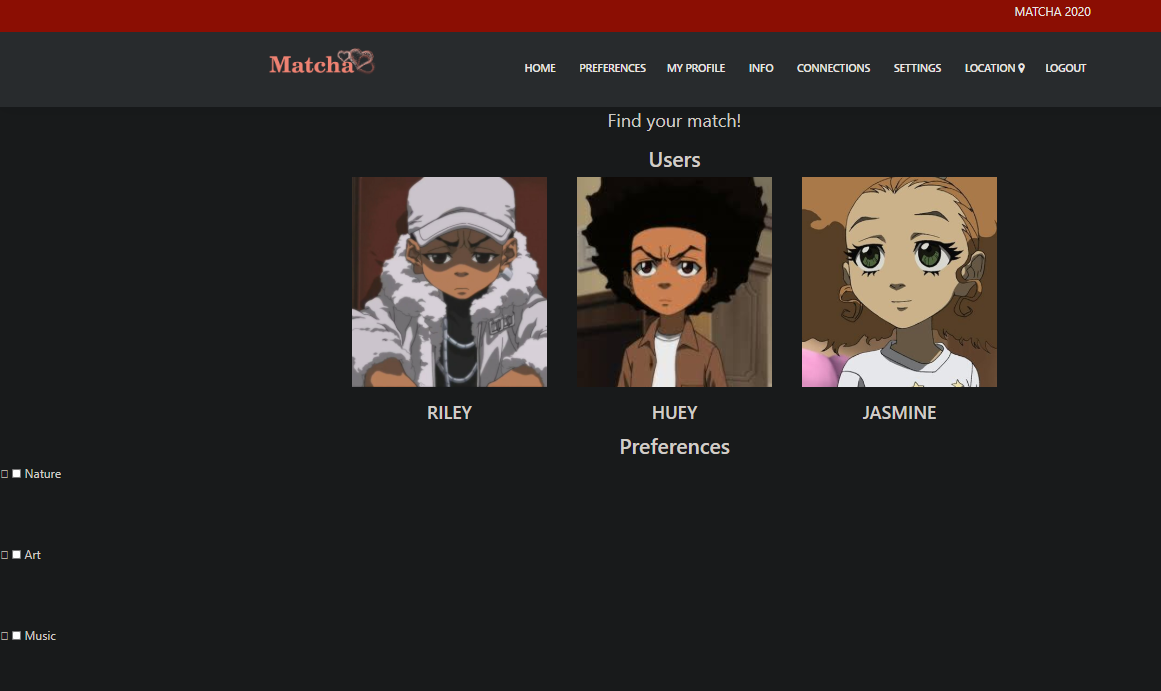 MATCHA 2020
Matcha
HOME PREFERENCES MY PROFILE INFO CONNECTIONS SETTINGS LOCATION LOGOUT
Find your match!
Users
RILEY HUEY JASMINE
Preferences
Nature
Art
Music